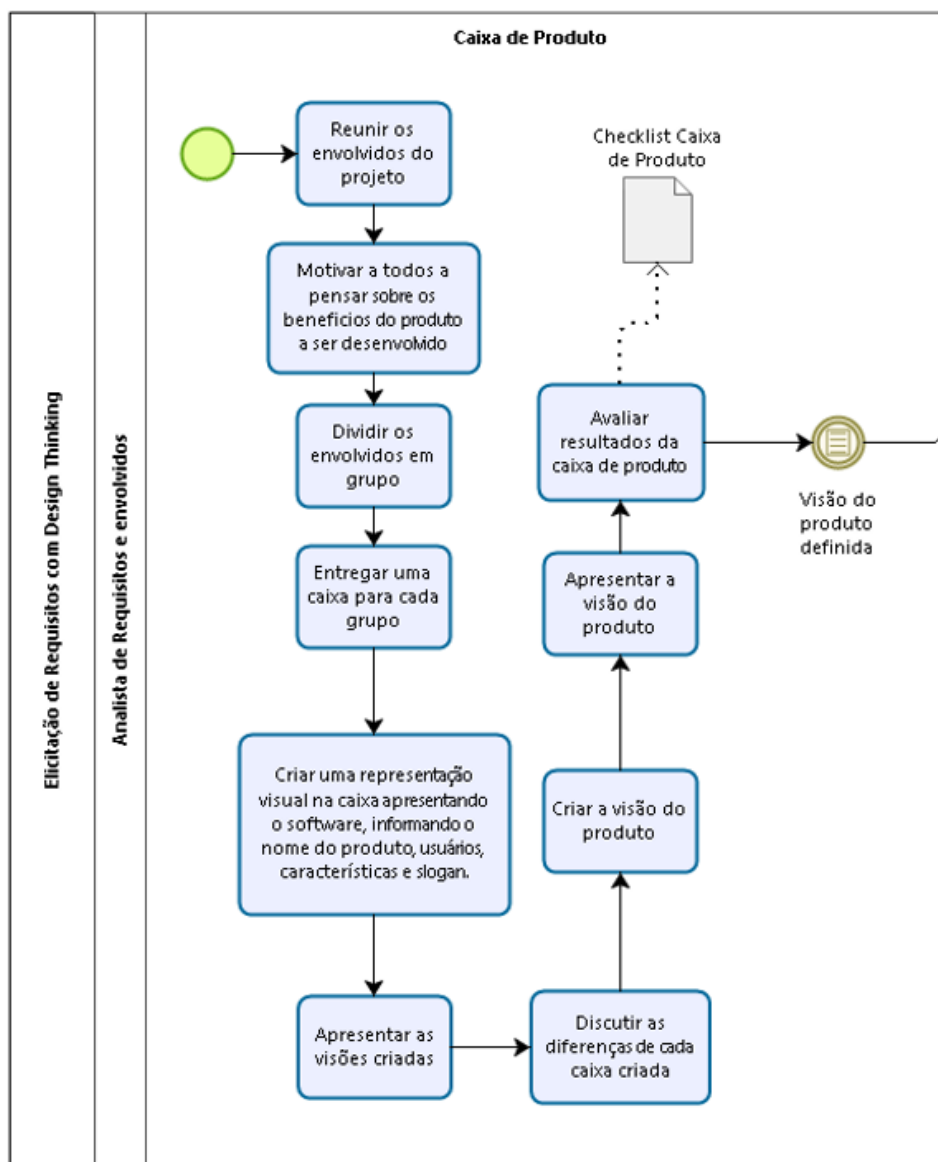 Caixa de Produto
Elicitação de Requisitos com Design Thinking
Analista de Requisitos e envolvidos
Reunir os
envolvidos do
projeto
Motivar a todos a
pensar sobre os
beneficios do produto
a ser desenvolvido
Dividir os
envolvidos em
grupo
Entregar uma
caixa para cada
grupo
Criar uma representação
visual na caixa apresentando
o software, informando o
nome do produto, usuários,
características e slogan.
Apresentar as
visões criadas
Discutir as
diferenças de cada
caixa criada
Criar a visão do
produto
Apresentar a
visão do
produto
Avaliar
resultados da
caixa de produto
Checklist Caixa
de Produto
Visão do
produto
definida